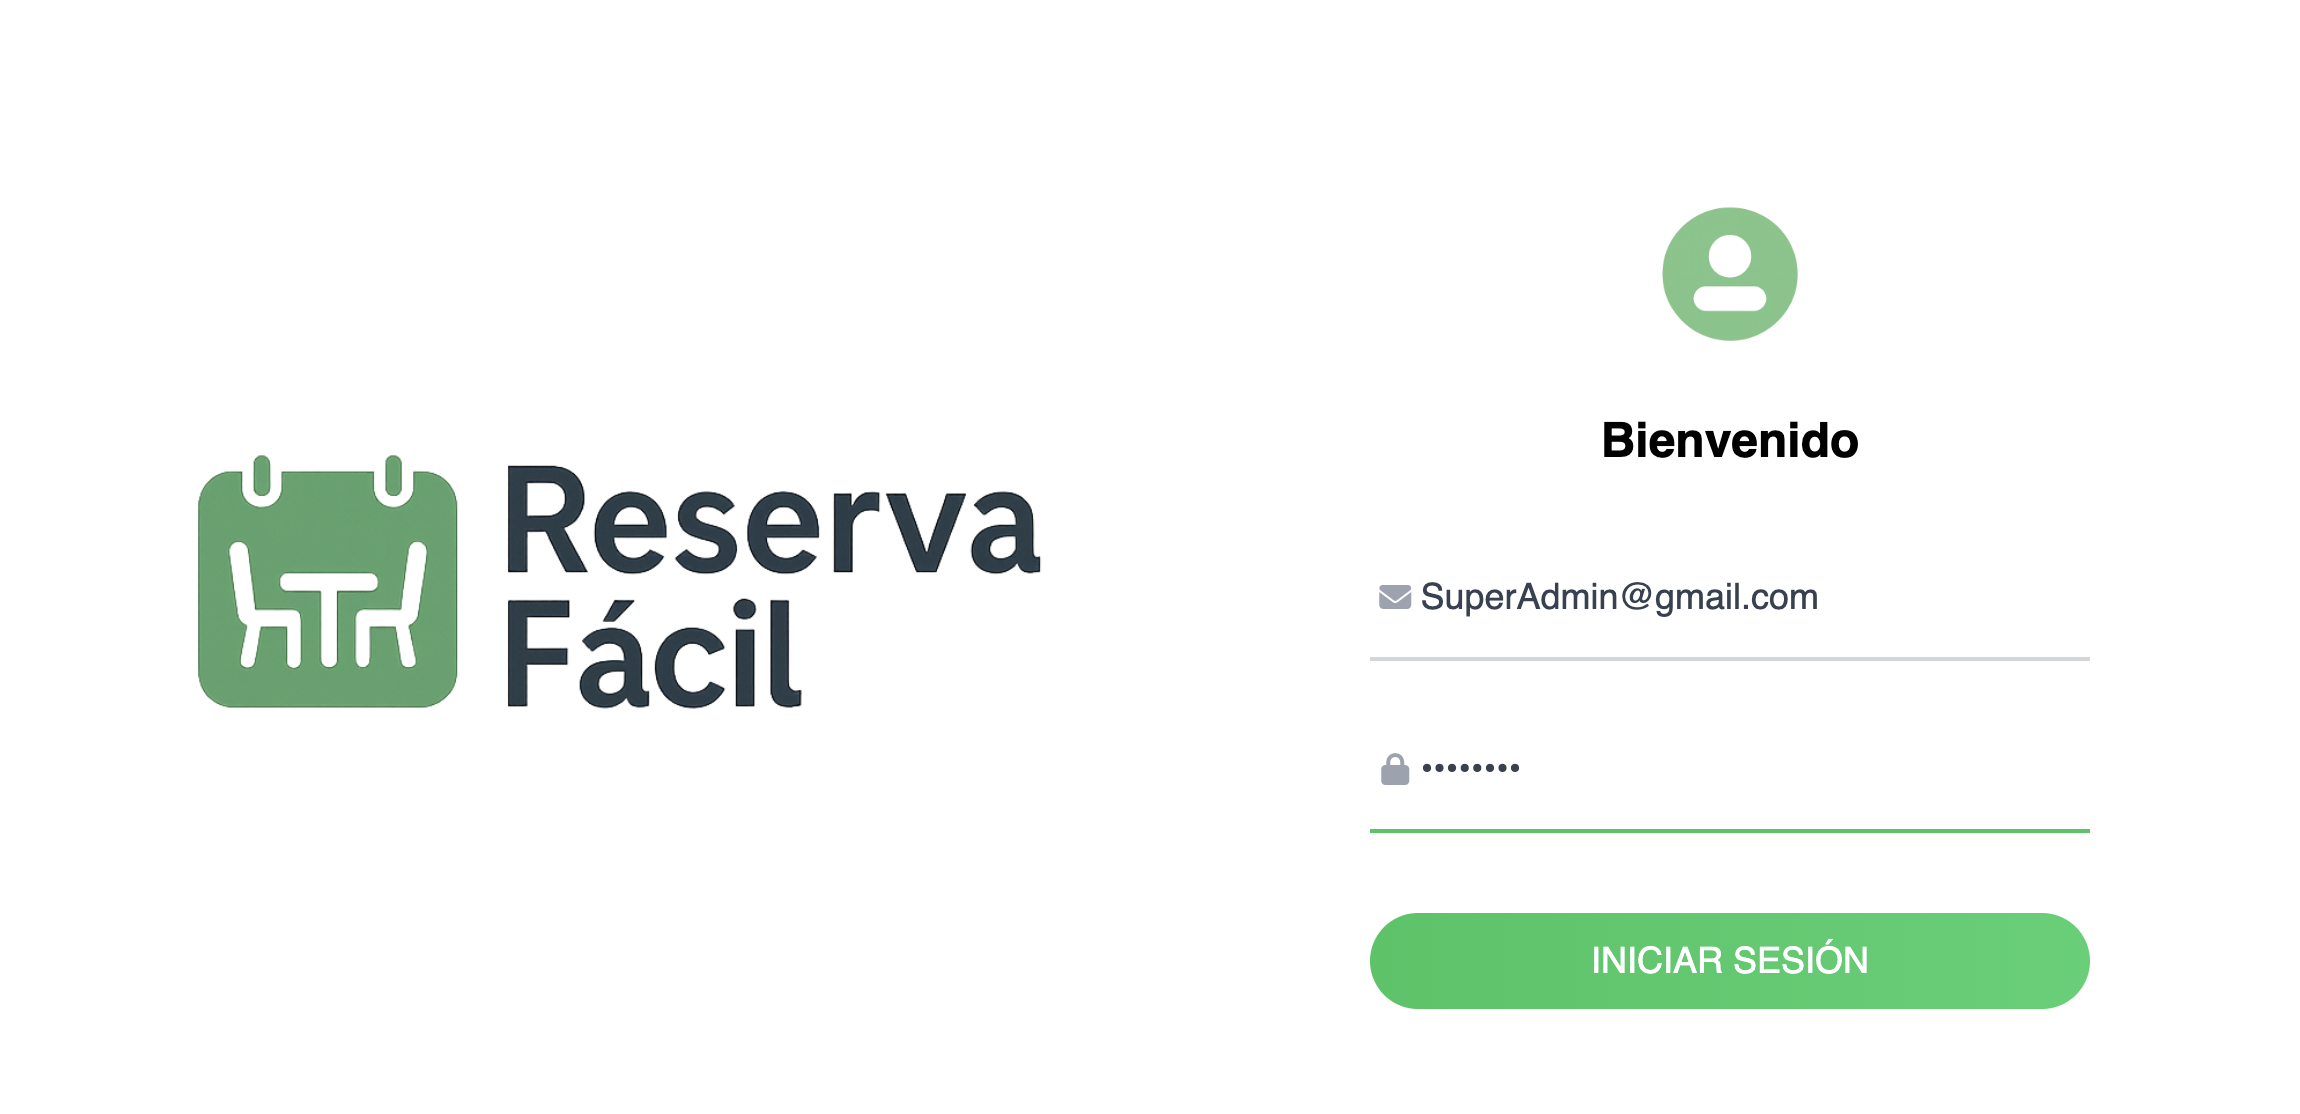 Reserva
Fácil
Bienvenido
SuperAdmin@gmail.com
••••••••
INICIAR SESIÓN